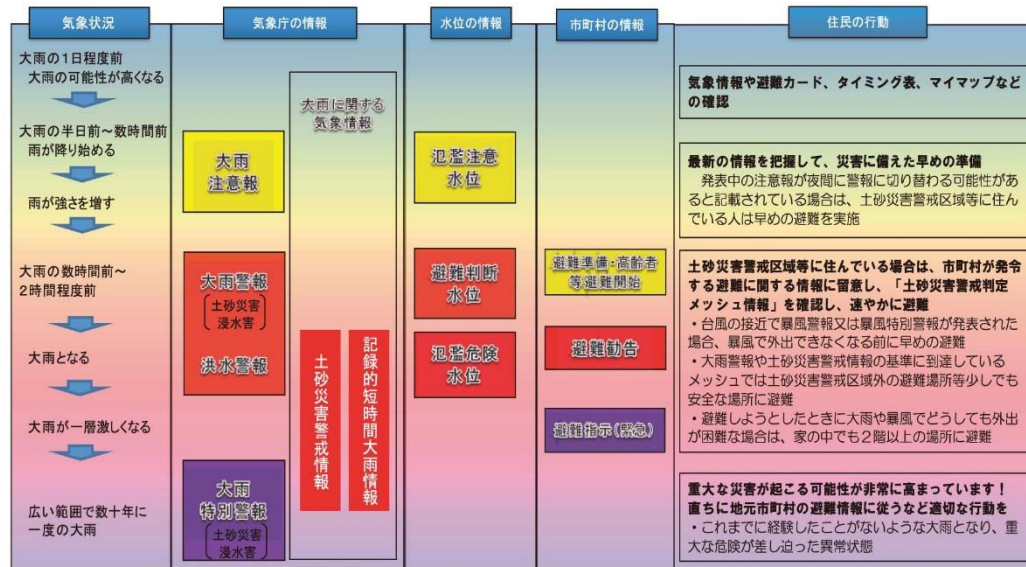 気象状況
気象庁の情報
水位の情報
市町村の情報
住民の行動
大雨の1日程度前
大雨の可能性が高くなる
大雨の半日前～数時間前
雨が降り始める
雨が強さを増す
大雨の数時間前～
2時間程度前
大雨となる
大雨が一層激しくなる
広い範囲で数十年に
一度の大雨
大雨
注意報
大雨警報
土砂災害
浸水害
洪水警報
大雨
特別警報
土砂災害
浸水害
大雨に関する
気象情報
土砂災害警戒情報
記録的短時間大雨情報
氾濫注意
水位
避難判断
水位
氾濫危険
水位
避難準備・高齢者
等避難開始
避難勧告
避難指示（緊急）
気象情報や避難カード、タイミング表、マイマップなど
の確認
最新の情報を把握して、災害に備えた早めの準備
発表中の注意報が夜間に警報に切り替わる可能性があ
ると記載されている場合は、土砂災害警戒区域等に住ん
でいる人は早めの避難を実施
土砂災害警戒区域等に住んでいる場合は、市町村が発令
する避難に関する情報に留意し、「土砂災害警戒判定
メッシュ情報」を確認し、速やかに避難
・台風の接近で暴風警報又は暴風特別警報が発表された
場合、暴風で外出できなくなる前に早めの避難
・大雨警報や土砂災害警戒情報の基準に到達している
メッシュでは土砂災害警戒区域外の避難場所等少しでも
安全な場所に避難
・避難しようとしたときに大雨や暴風でどうしても外出
が困難な場合は、家の中でも２階以上の場所に避難
重大な災害が起こる可能性が非常に高まっています！
直ちに地元市町村の避難情報に従うなど適切な行動を
・これまでに経験したことがないような大雨となり、重
大な危険が差し迫った異常状態